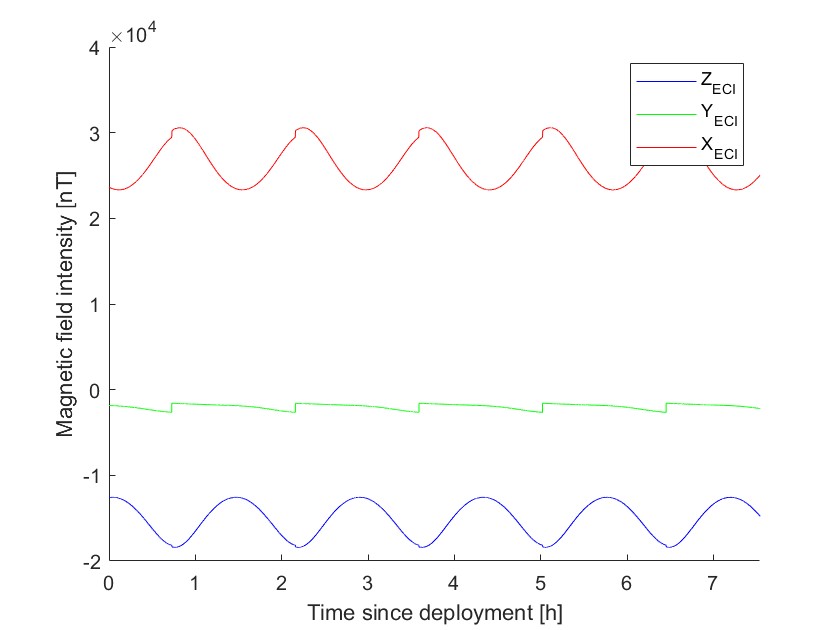 ×10^4
4
3
2
1
0
-1
-2
Magnetic field intensity [nT]
0 1 2 3 4 5 6 7
Time since deployment [h]
Z_ECI
Y_ECI
X_ECI